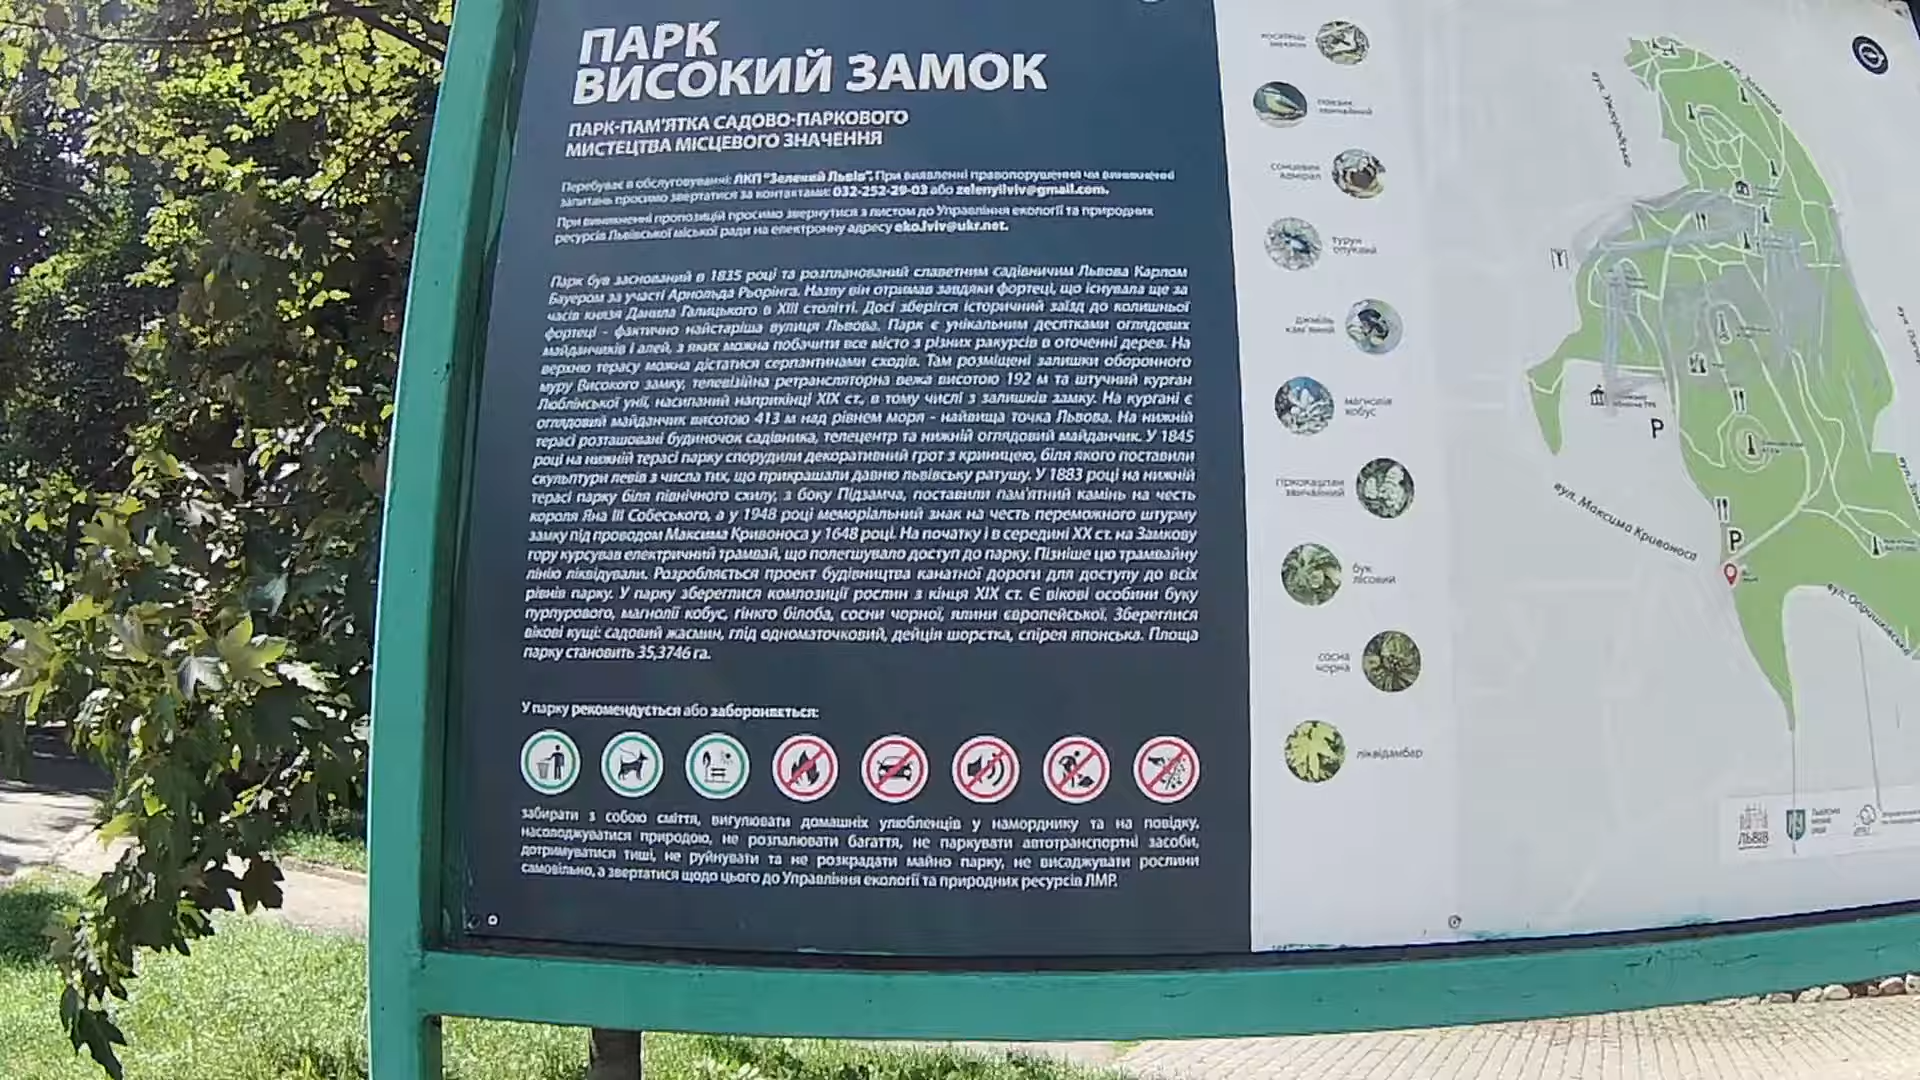 ПАРК
ВИСОКИЙ ЗАМОК
ПАРК-ПАМ'ЯТКА САДОВО-ПАРКОВОГО
МИСТЕЦТВА МІСЦЕВОГО ЗНАЧЕННЯ
Перебуває в обслуговуванні: ЛКП "Зелений Львів". При виявленні правопорушення чи виникненні
запитань просимо звертатися за контактами: 032-252-29-03 або zelenyilviv@gmail.com.
При виникненні пропозицій просимо звернутися з листом до Управління екології та природних
ресурсів Львівської міської ради на електронну адресу eko.lviv@ukr.net.
Парк був заснований в 1835 році та розпланований славетним садівничим Львова Карлом
Бауером за участі Арнольда Рьорінга. Назву він отримав завдяки фортеці, що існувала ще за
часів князя Данила Галицького в XIII столітті. Досі зберігся історичний заїзд до колишньої
фортеці - фактично найстаріша вулиця Львова. Парк є унікальним десятками оглядових
майданчиків і алей, з яких можна побачити все місто з різних ракурсів в оточенні дерев. На
верхню терасу можна дістатися серпантинами сходів. Там розміщені залишки оборонного
муру Високого замку, телевізійна ретрансляторна вежа висотою 192 м та штучний курган
Люблінської унії, насипаний наприкінці XIX ст., в тому числі з залишків замку. На кургані є
оглядовий майданчик висотою 413 м над рівнем моря - найвища точка Львова. На нижній
терасі розташовані будиночок садівника, телецентр та нижній оглядовий майданчик. У 1845
році на нижній терасі парку спорудили декоративний грот з криницею, біля якого поставили
скульптури левів з числа тих, що прикрашали давню львівську ратушу. У 1883 році на нижній
терасі парку біля північного схилу, з боку Підзамча, поставили пам'ятний камінь на честь
короля Яна III Собеського, а у 1948 році меморіальний знак на честь переможного штурму
замку під проводом Максима Кривоноса у 1648 році. На початку і в середині XX ст. на Замкову
гору курсував електричний трамвай, що полегшувало доступ до парку. Пізніше цю трамвайну
лінію ліквідували. Розробляється проект будівництва канатної дороги для доступу до всіх
рівнів парку. У парку збереглися композиції рослин з кінця XIX ст. Є вікові особини буку
пурпурового, магнолії кобус, гінкго білоба, сосни чорної, ялини європейської. Збереглися
вікові кущі: садовий жасмин, глід одноматочковий, дейція шорстка, спірея японська. Площа
парку становить 35,3746 га.
У парку рекомендується або забороняється:
забирати з собою сміття, вигулювати домашніх улюбленців у наморднику та на повідку,
насолоджуватися природою, не розпалювати багаття, не паркувати автотранспортні засоби,
дотримуватися тиші, не руйнувати та не розкрадати майно парку, не висаджувати рослини
самовільно, а звертатися щодо цього до Управління екології та природних ресурсів ЛМР.
сонцевик
адмірал
турун
джміль
кам'яний
магнолія
кобус
гіркокаштан
звичайний
бук
лісовий
сосна
чорна
ліквідамбар
вул. Замкова
вул. Ужгородська
P
вул. Максима Кривоноса
P
вул. Опришківська
ЛЬВІВ